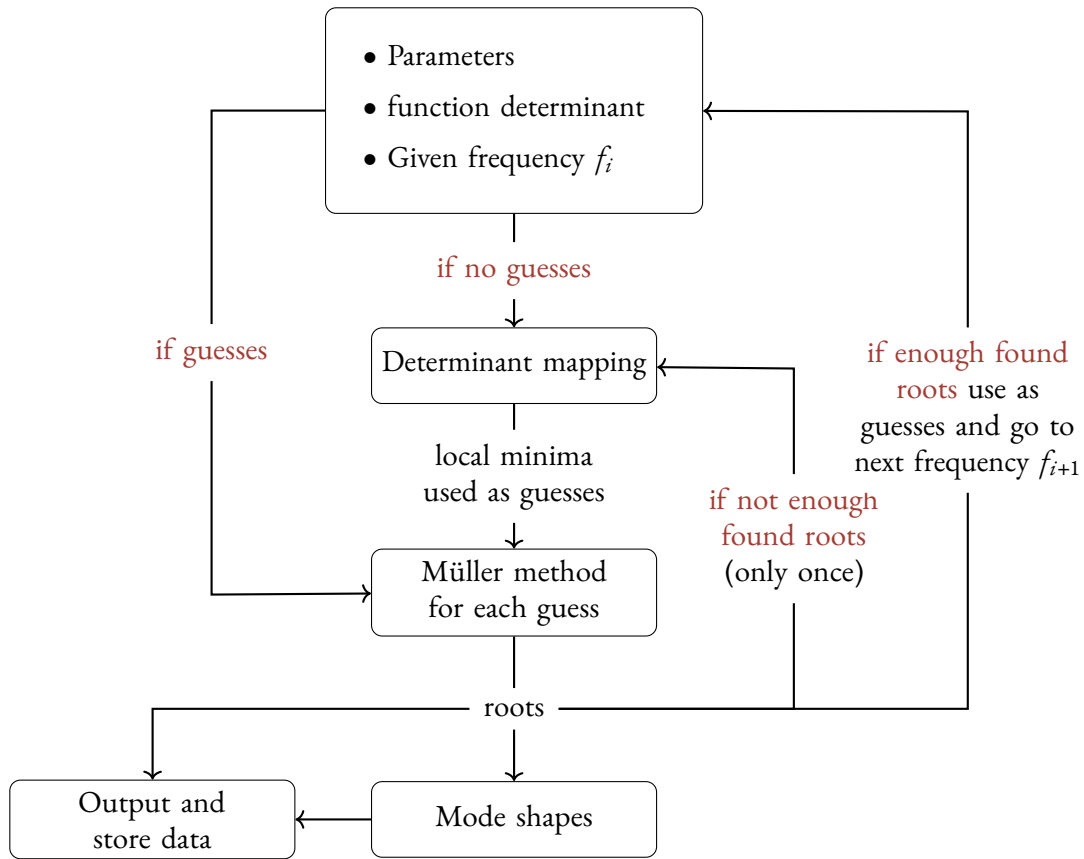 • Parameters
• function determinant
• Given frequency fᵢ
if no guesses
if guesses
Determinant mapping
if enough found
roots use as
guesses and go to
next frequency fᵢ₊₁
local minima
used as guesses
if not enough
found roots
(only once)
Müller method
for each guess
roots
Output and
store data
Mode shapes